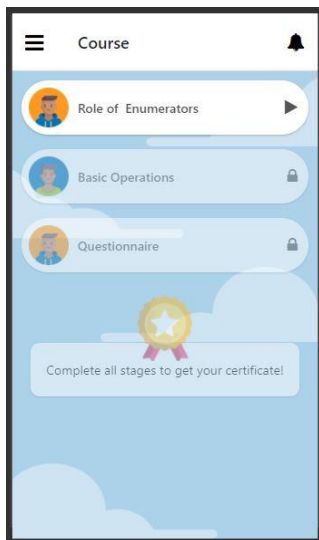 Course
Role of Enumerators
Basic Operations
Questionnaire
Complete all stages to get your certificate!